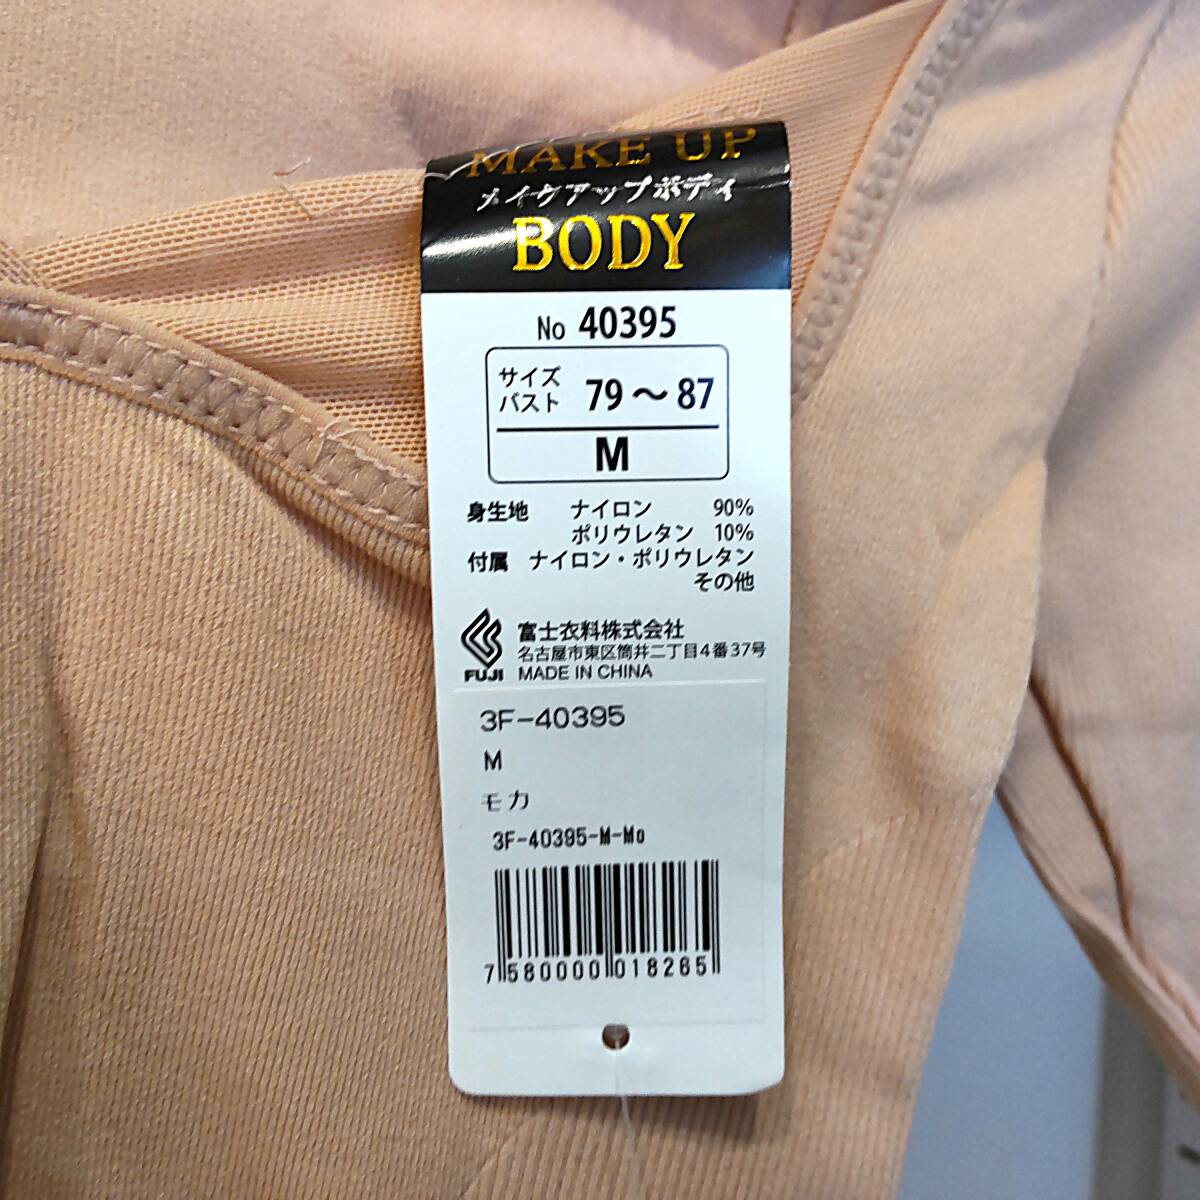 MAKE UP
メイクアップボディ
BODY
No 40395
サイズ
バスト 79～87
M
身生地 ナイロン 90%
ポリウレタン 10%
付属 ナイロン・ポリウレタン
その他
富士衣料株式会社
名古屋市東区筒井二丁目4番37号
FUJI MADE IN CHINA
3F-40395
M
モカ
3F-40395-M-Mo
7580000018265